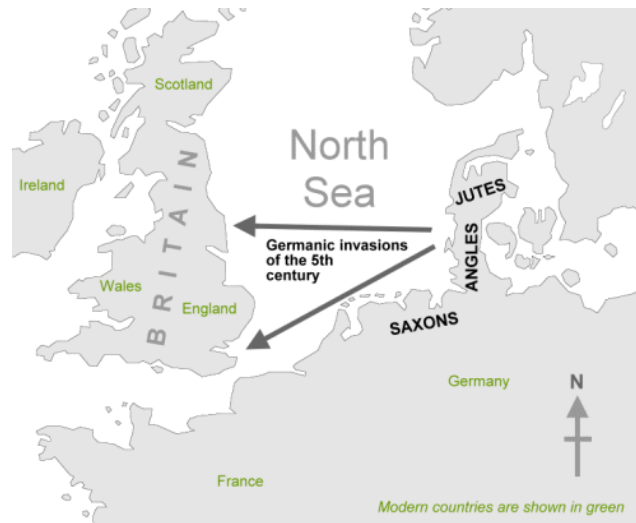 Scotland
North
Sea
Ireland
BRITAIN
JUTES
Germanic invasions
of the 5th
century
ANGLES
Wales
England
SAXONS
Germany
N
France
Modern countries are shown in green